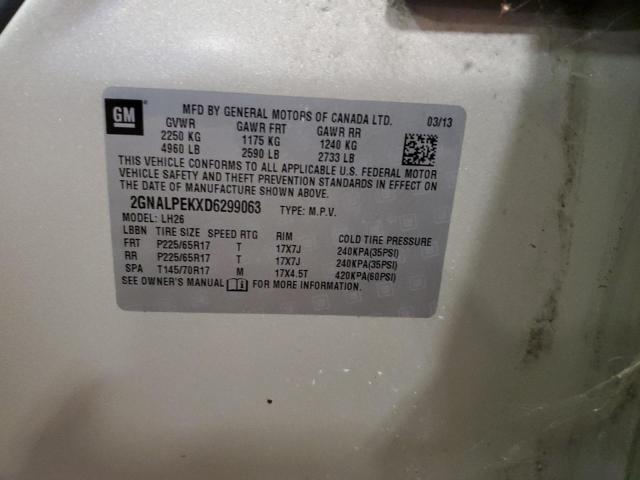 GM
MFD BY GENERAL MOTORS OF CANADA LTD. 03/13
GVWR GAWR FRT GAWR RR
2250 KG 1175 KG 1240 KG
4960 LB 2590 LB 2733 LB
THIS VEHICLE CONFORMS TO ALL APPLICABLE U.S. FEDERAL MOTOR
VEHICLE SAFETY AND THEFT PREVENTION STANDARDS IN EFFECT ON
THE DATE OF MANUFACTURE SHOWN ABOVE.
2GNALPEKXD6299063 TYPE: M.P.V.
MODEL: LH26
LBBN TIRE SIZE SPEED RTG RIM COLD TIRE PRESSURE
FRT P225/65R17 T 17X7J 240KPA(35PSI)
RR P225/65R17 T 17X7J 240KPA(35PSI)
SPA T145/70R17 M 17X4.5T 420KPA(60PSI)
SEE OWNER'S MANUAL FOR MORE INFORMATION.